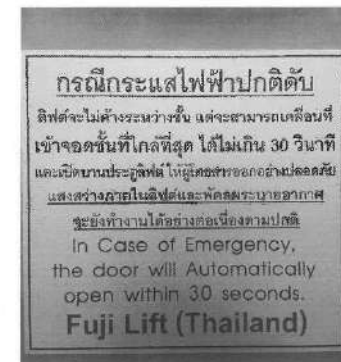 กรณีกระแสไฟฟ้าปกติดับ
ลิฟต์จะไม่ค้างระหว่างชั้น แต่จะสามารถเคลื่อนที่
เข้าจอดชั้นที่ใกล้ที่สุด ได้ไม่เกิน 30 วินาที
และเปิดบานประตูลิฟต์ ให้ผู้โดยสารออกอย่างปลอดภัย
แสงสว่างภายในลิฟต์และพัดลมระบายอากาศ
จะยังทำงานได้อย่างต่อเนื่องตามปกติ
In Case of Emergency,
the door will Automatically
open within 30 seconds.
Fuji Lift (Thailand)